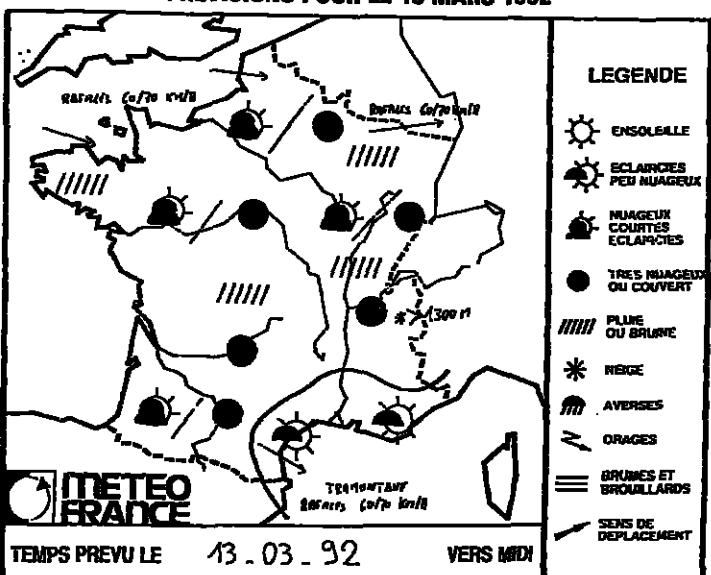 PREVISIONS POUR LE 13 MARS 1992
RAFALES 60/70 KM/H
RAFALES 60/70 KM/H
1300 M
TRAMONTANE
RAFALES 60/70 KM/H
METEO
FRANCE
TEMPS PREVU LE 13.03.92 VERS MIDI
LEGENDE
ENSOLEILLE
ECLAIRCIES
PEU NUAGEUX
NUAGEUX
COURTES
ECLAIRCIES
TRES NUAGEUX
OU COUVERT
PLUIE
OU BRUINE
NEIGE
AVERSES
ORAGES
BRUMES ET
BROUILLARDS
SENS DE
DEPLACEMENT